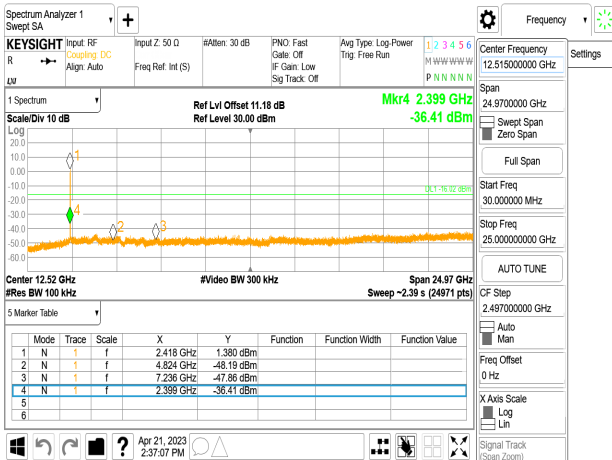 Spectrum Analyzer 1
Swept SA
Frequency
Settings
KEYSIGHT
R
Input: RF
Coupling: DC
Align: Auto
Input Z: 50 Ω
Freq Ref: Int (S)
#Atten: 30 dB
PNO: Fast
Gate: Off
IF Gain: Low
Sig Track: Off
Avg Type: Log-Power
Trig: Free Run
1 2 3 4 5 6
M W W W W W
P N N N N N
1 Spectrum
Scale/Div 10 dB
Ref Lvl Offset 11.18 dB
Ref Level 30.00 dBm
Mkr4 2.399 GHz
-36.41 dBm
Log
20.0
10.0
0.00
-10.0
-20.0
-30.0
-40.0
-50.0
-60.0
1
2
3
4
DL1 -16.02 dBm
Center 12.52 GHz
#Res BW 100 kHz
#Video BW 300 kHz
Span 24.97 GHz
Sweep ~2.39 s (24971 pts)
5 Marker Table
Mode Trace Scale X Y Function Function Width Function Value
1 N 1 f 2.418 GHz 1.380 dBm
2 N 1 f 4.824 GHz -48.19 dBm
3 N 1 f 7.236 GHz -47.86 dBm
4 N 1 f 2.399 GHz -36.41 dBm
5
6
Apr 21, 2023
2:37:07 PM
Center Frequency
12.515000000 GHz
Span
24.9700000 GHz
Swept Span
Zero Span
Full Span
Start Freq
30.000000 MHz
Stop Freq
25.000000000 GHz
AUTO TUNE
CF Step
2.497000000 GHz
Auto
Man
Freq Offset
0 Hz
X Axis Scale
Log
Lin
Signal Track
(Span Zoom)